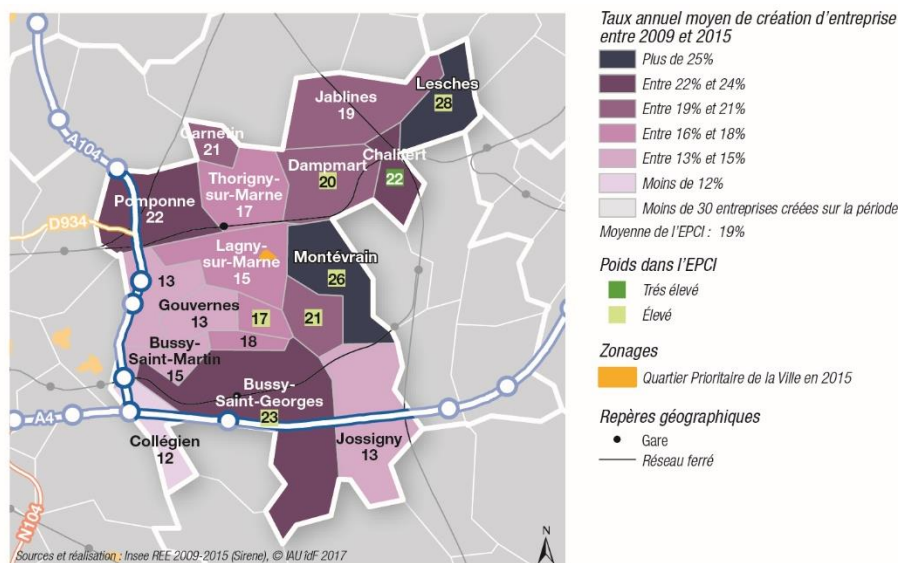 Taux annuel moyen de création d'entreprise
entre 2009 et 2015
Plus de 25%
Entre 22% et 24%
Entre 19% et 21%
Entre 16% et 18%
Entre 13% et 15%
Moins de 12%
Moins de 30 entreprises créées sur la période
Moyenne de l'EPCI : 19%
Poids dans l'EPCI
Trés élevé
Élevé
Zonages
Quartier Prioritaire de la Ville en 2015
Repères géographiques
Gare
Réseau ferré
Lesches
28
Jablines
19
Carnetin
21
A104
Chalifert
22
Dampmart
20
Thorigny-
sur-Marne
17
Pomponne
22
D934
Lagny-
sur-Marne
15
Montévrain
26
13
Gouvernes
13
17
21
18
Bussy-
Saint-Martin
15
Bussy-
Saint-Georges
23
A4
Collégien
12
Jossigny
13
N104
N
Sources et réalisation : Insee REE 2009-2015 (Sirene), © IAU îdF 2017